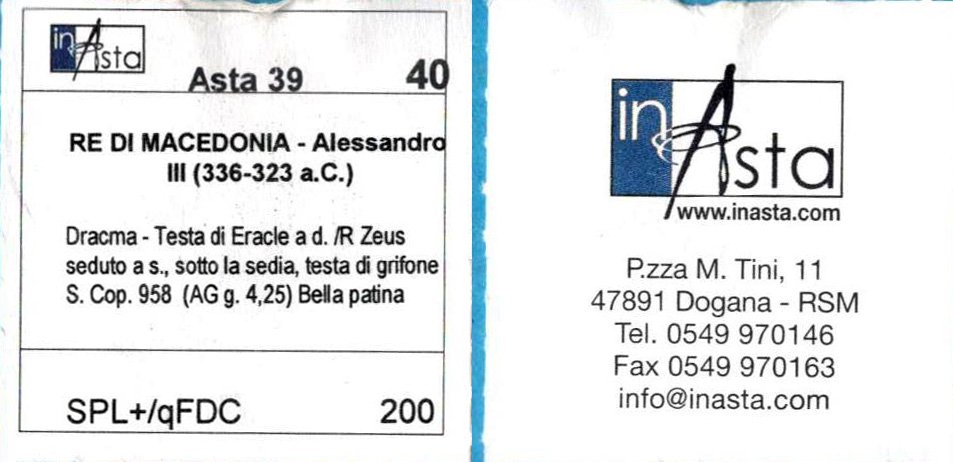 inAsta
Asta 39 40
RE DI MACEDONIA - Alessandro
III (336-323 a.C.)
Dracma - Testa di Eracle a d. /R Zeus
seduto a s., sotto la sedia, testa di grifone
S. Cop. 958 (AG g. 4,25) Bella patina
SPL+/qFDC 200
inAsta
www.inasta.com
P.zza M. Tini, 11
47891 Dogana - RSM
Tel. 0549 970146
Fax 0549 970163
info@inasta.com